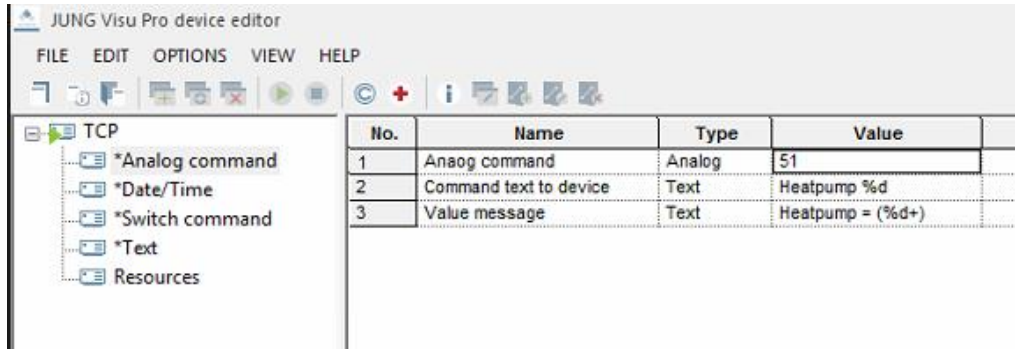 JUNG Visu Pro device editor
FILE EDIT OPTIONS VIEW HELP
TCP
*Analog command
*Date/Time
*Switch command
*Text
Resources
No. Name Type Value
1 Anaog command Analog 51
2 Command text to device Text Heatpump %d
3 Value message Text Heatpump = (%d+)